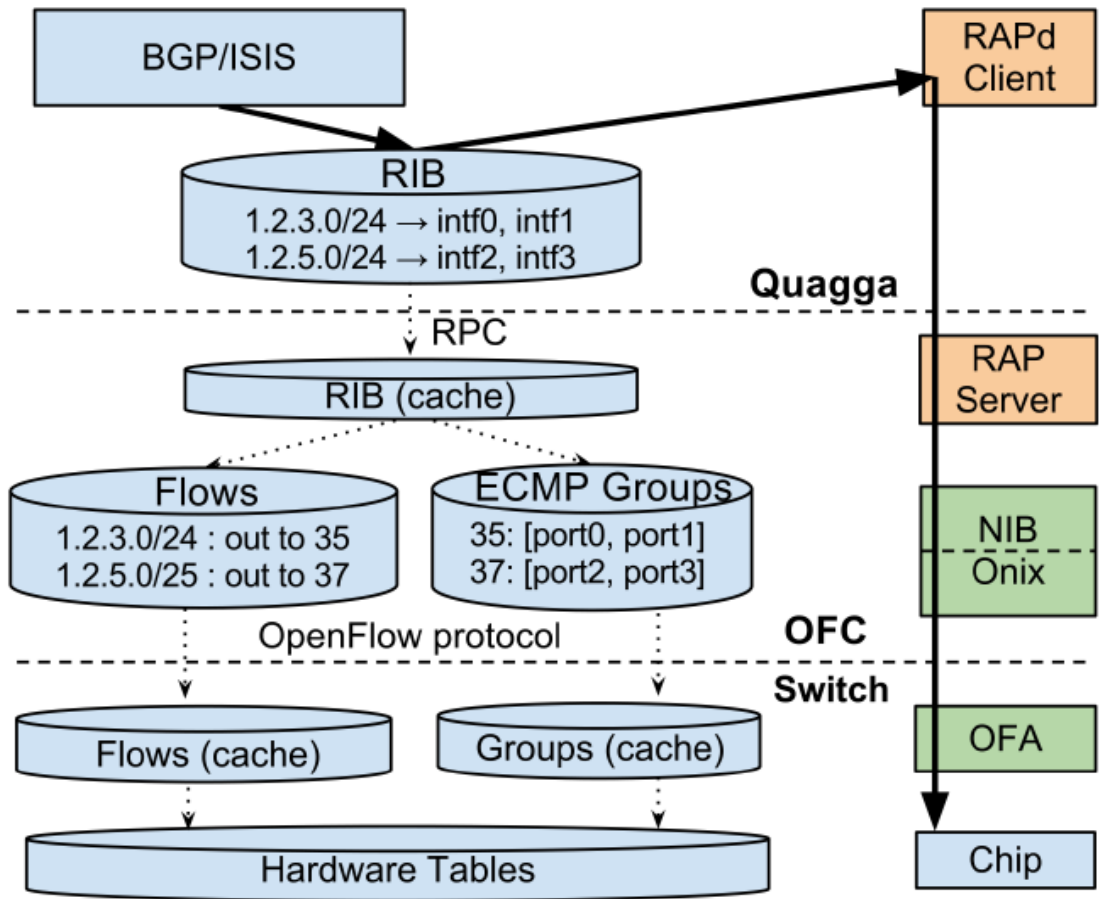 BGP/ISIS
RAPd
Client
RIB
1.2.3.0/24 → intf0, intf1
1.2.5.0/24 → intf2, intf3
Quagga
RPC
RAP
Server
RIB (cache)
Flows
1.2.3.0/24 : out to 35
1.2.5.0/25 : out to 37
ECMP Groups
35: [port0, port1]
37: [port2, port3]
NIB
Onix
OpenFlow protocol
OFC
Switch
Flows (cache)
Groups (cache)
OFA
Hardware Tables
Chip